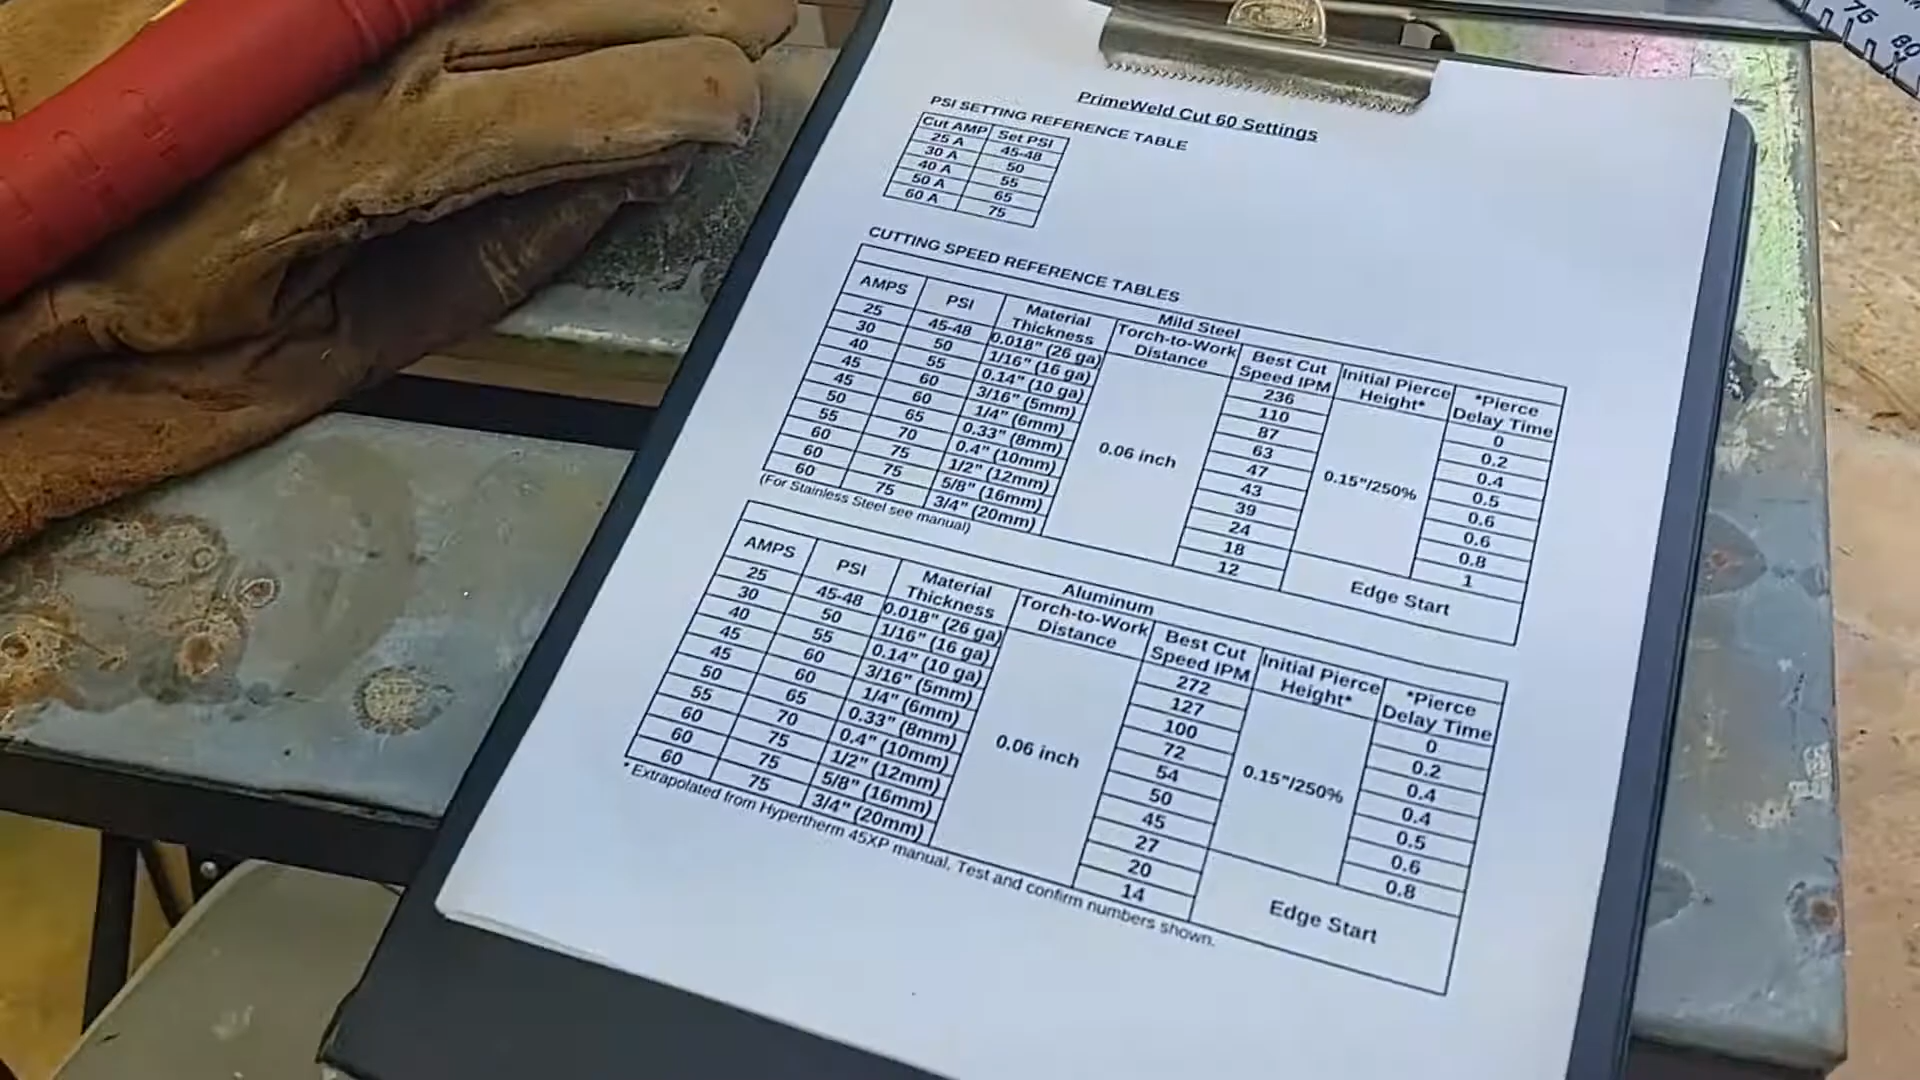 PrimeWeld Cut 60 Settings
PSI SETTING REFERENCE TABLE
Cut AMP Set PSI
25 A 45-48
30 A 50
40 A 55
50 A 65
60 A 75
CUTTING SPEED REFERENCE TABLES
Mild Steel
AMPS PSI Material Thickness Torch-to-Work Distance Best Cut Speed IPM Initial Pierce Height* *Pierce Delay Time
25 45-48 0.018" (26 ga) 0.06 inch 236 0.15"/250% 0
30 50 1/16" (16 ga) 110 0.2
40 55 0.14" (10 ga) 87 0.4
45 60 3/16" (5mm) 63 0.5
45 60 1/4" (6mm) 47 0.6
50 65 0.33" (8mm) 43 0.6
55 70 0.4" (10mm) 39 0.8
60 75 1/2" (12mm) 24 1
60 75 5/8" (16mm) 18 Edge Start
60 75 3/4" (20mm) 12
(For Stainless Steel see manual)
Aluminum
AMPS PSI Material Thickness Torch-to-Work Distance Best Cut Speed IPM Initial Pierce Height* *Pierce Delay Time
25 45-48 0.018" (26 ga) 0.06 inch 272 0.15"/250% 0
30 50 1/16" (16 ga) 127 0.2
40 55 0.14" (10 ga) 100 0.4
45 60 3/16" (5mm) 72 0.4
45 60 1/4" (6mm) 54 0.5
50 65 0.33" (8mm) 50 0.6
55 70 0.4" (10mm) 45 0.8
60 75 1/2" (12mm) 27 Edge Start
60 75 5/8" (16mm) 20
60 75 3/4" (20mm) 14
* Extrapolated from Hypertherm 45XP manual. Test and confirm numbers shown.
75
80